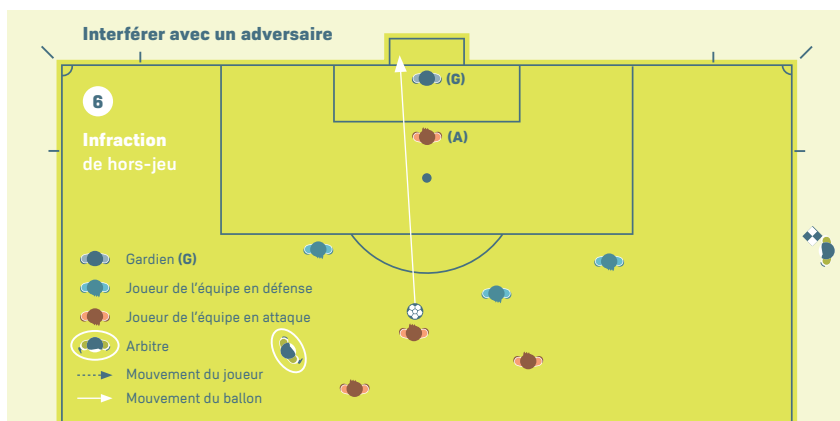 Interférer avec un adversaire
(G)
6
(A)
Infraction
de hors-jeu
Gardien (G)
Joueur de l'équipe en défense
Joueur de l'équipe en attaque
Arbitre
Mouvement du joueur
Mouvement du ballon